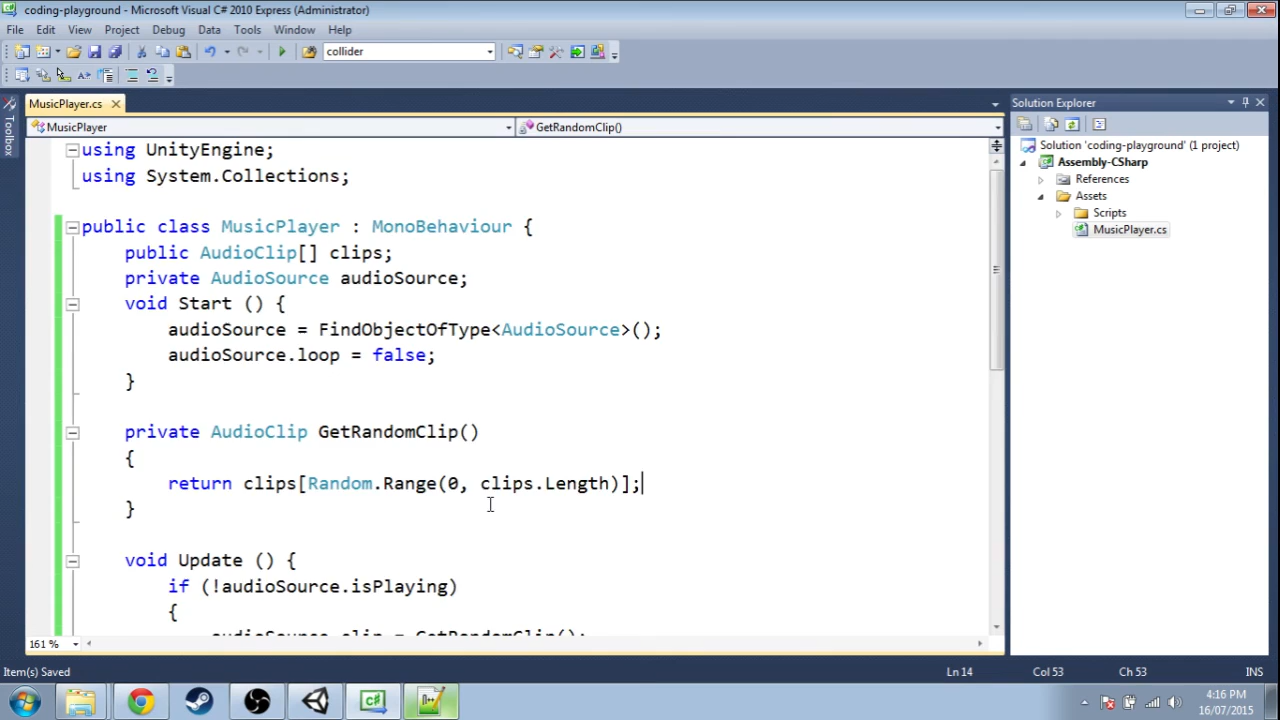 coding-playground - Microsoft Visual C# 2010 Express (Administrator)
File Edit View Project Debug Data Tools Window Help
collider
MusicPlayer.cs
Toolbox
MusicPlayer
GetRandomClip()
using UnityEngine;
using System.Collections;
public class MusicPlayer : MonoBehaviour {
public AudioClip[] clips;
private AudioSource audioSource;
void Start () {
audioSource = FindObjectOfType<AudioSource>();
audioSource.loop = false;
}
private AudioClip GetRandomClip()
{
return clips[Random.Range(0, clips.Length)];
}
void Update () {
if (!audioSource.isPlaying)
{
audioSource.clip = GetRandomClip();
161 %
Solution Explorer
Solution 'coding-playground' (1 project)
Assembly-CSharp
References
Assets
Scripts
MusicPlayer.cs
Item(s) Saved
Ln 14
Col 53
Ch 53
INS
4:16 PM
16/07/2015